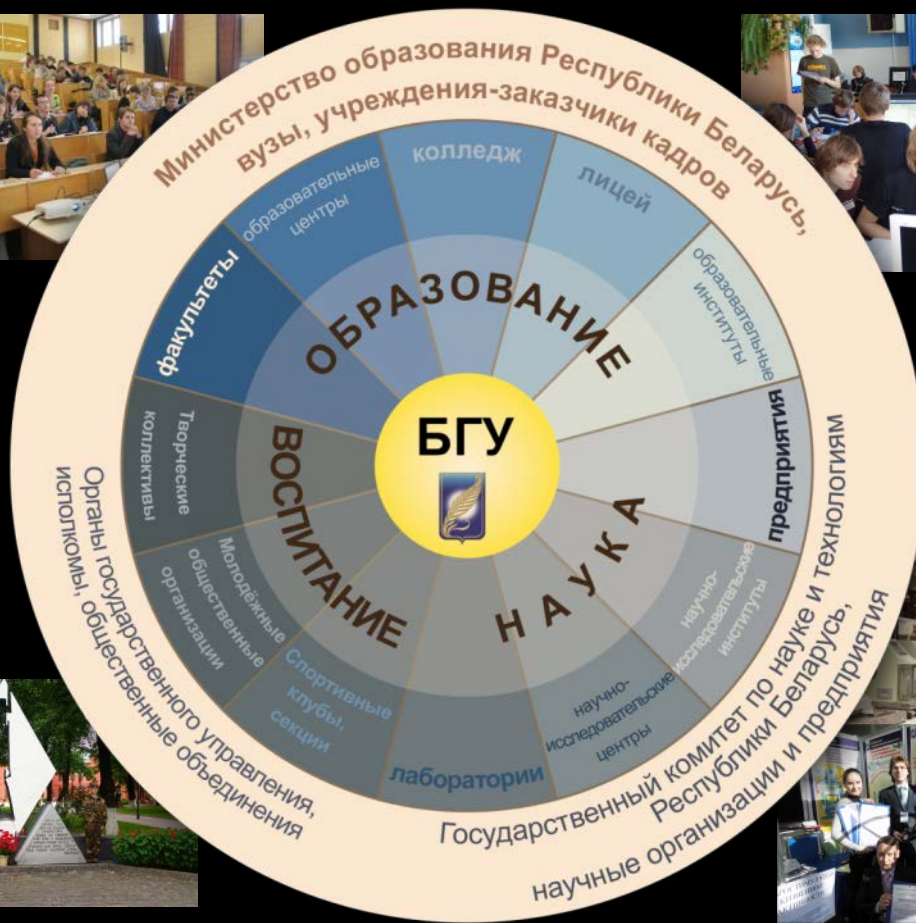 Министерство образования Республики Беларусь,
вузы, учреждения-заказчики кадров
факультеты
образовательные
центры
колледж
лицей
образовательные
институты
ОБРАЗОВАНИЕ
БГУ
ВОСПИТАНИЕ
НАУКА
Творческие
коллективы
Молодёжные
общественные
организации
Спортивные
клубы,
секции
лаборатории
научно-
исследовательские
центры
научно-
исследовательские
институты
предприятия
Органы государственного управления,
исполкомы, общественные объединения
Государственный комитет по науке и технологиям
Республики Беларусь,
научные организации и предприятия